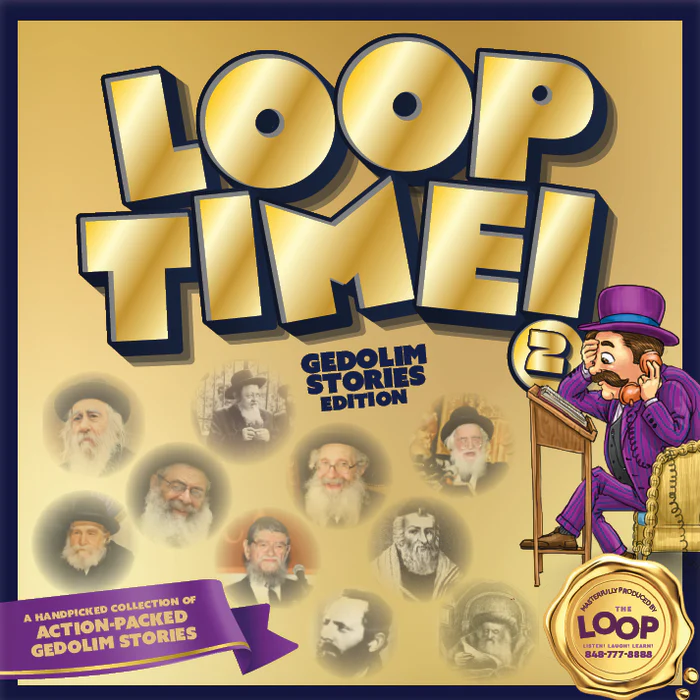 LOOP
TIME!
2
GEDOLIM
STORIES
EDITION
A HANDPICKED COLLECTION OF
ACTION-PACKED
GEDOLIM STORIES
MASTERFULLY PRODUCED BY
THE
LOOP
LISTEN! LAUGH! LEARN!
848-777-8888